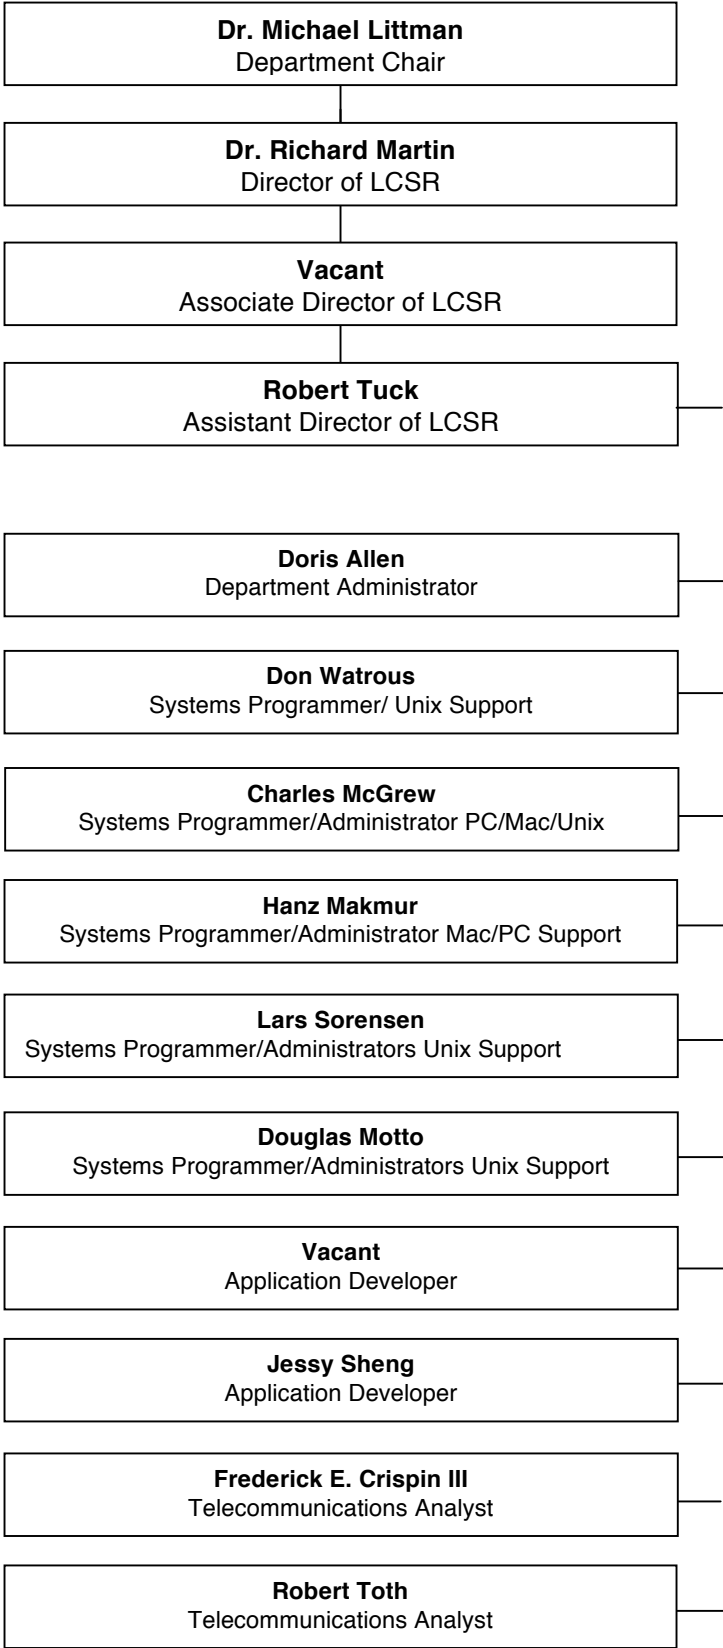 Dr. Michael Littman
Department Chair
Dr. Richard Martin
Director of LCSR
Vacant
Associate Director of LCSR
Robert Tuck
Assistant Director of LCSR
Doris Allen
Department Administrator
Don Watrous
Systems Programmer/ Unix Support
Charles McGrew
Systems Programmer/Administrator PC/Mac/Unix
Hanz Makmur
Systems Programmer/Administrator Mac/PC Support
Lars Sorensen
Systems Programmer/Administrators Unix Support
Douglas Motto
Systems Programmer/Administrators Unix Support
Vacant
Application Developer
Jessy Sheng
Application Developer
Frederick E. Crispin III
Telecommunications Analyst
Robert Toth
Telecommunications Analyst